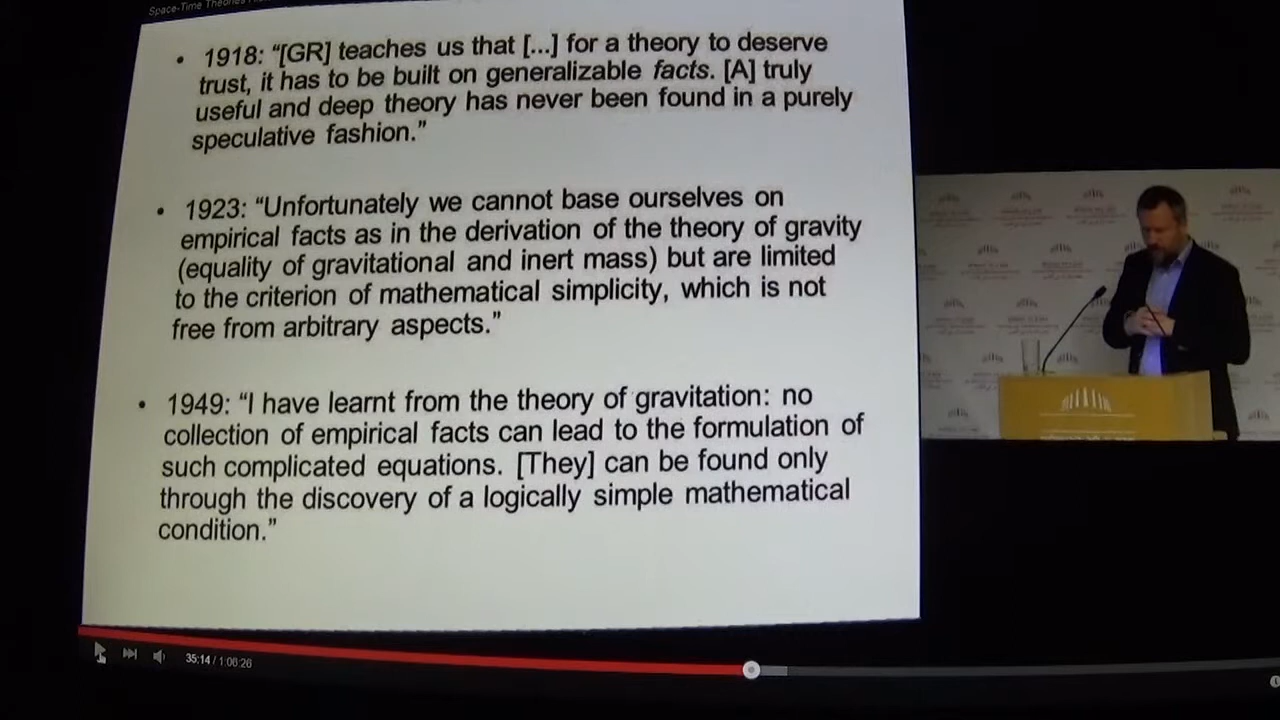 Space-Time Theories
• 1918: “[GR] teaches us that [...] for a theory to deserve
trust, it has to be built on generalizable facts. [A] truly
useful and deep theory has never been found in a purely
speculative fashion.”
• 1923: “Unfortunately we cannot base ourselves on
empirical facts as in the derivation of the theory of gravity
(equality of gravitational and inert mass) but are limited
to the criterion of mathematical simplicity, which is not
free from arbitrary aspects.”
• 1949: “I have learnt from the theory of gravitation: no
collection of empirical facts can lead to the formulation of
such complicated equations. [They] can be found only
through the discovery of a logically simple mathematical
condition.”
35:14 / 1:06:26